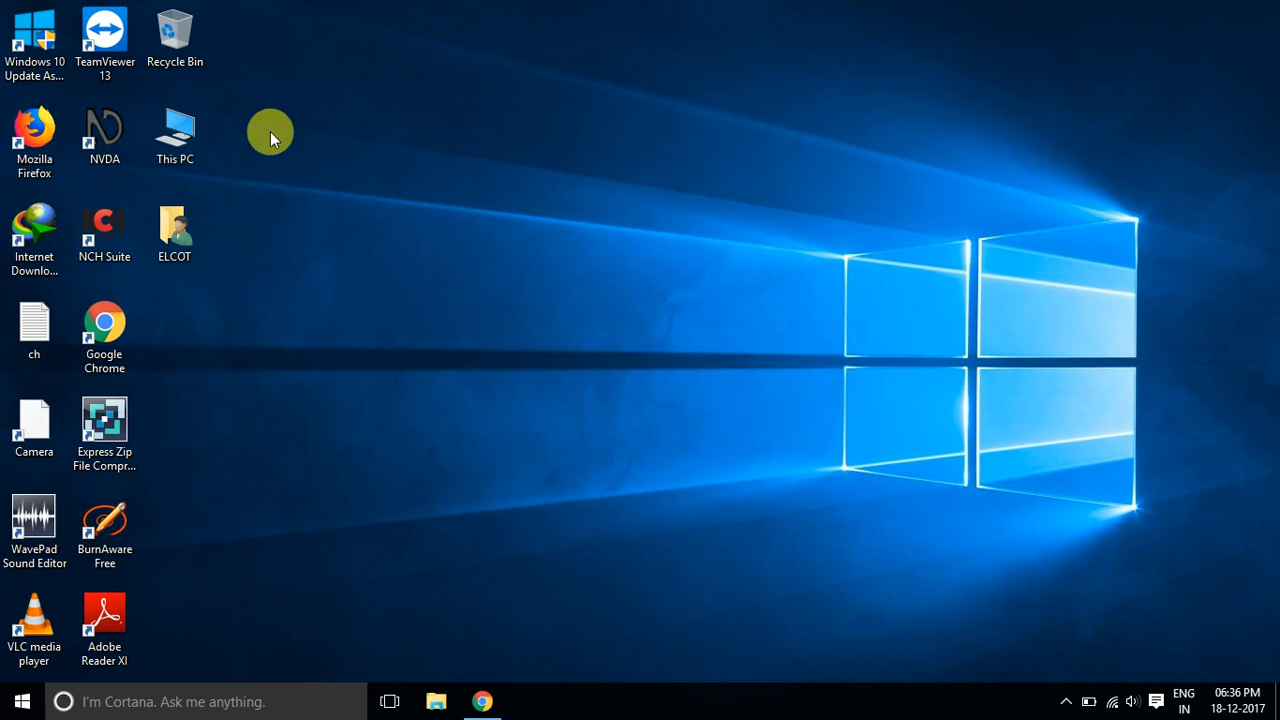 Windows 10
Update As...
TeamViewer
13
Recycle Bin
Mozilla
Firefox
NVDA
This PC
Internet
Downlo...
NCH Suite
ELCOT
ch
Google
Chrome
Camera
Express Zip
File Compr...
WavePad
Sound Editor
BurnAware
Free
VLC media
player
Adobe
Reader XI
I'm Cortana. Ask me anything.
ENG
IN
06:36 PM
18-12-2017